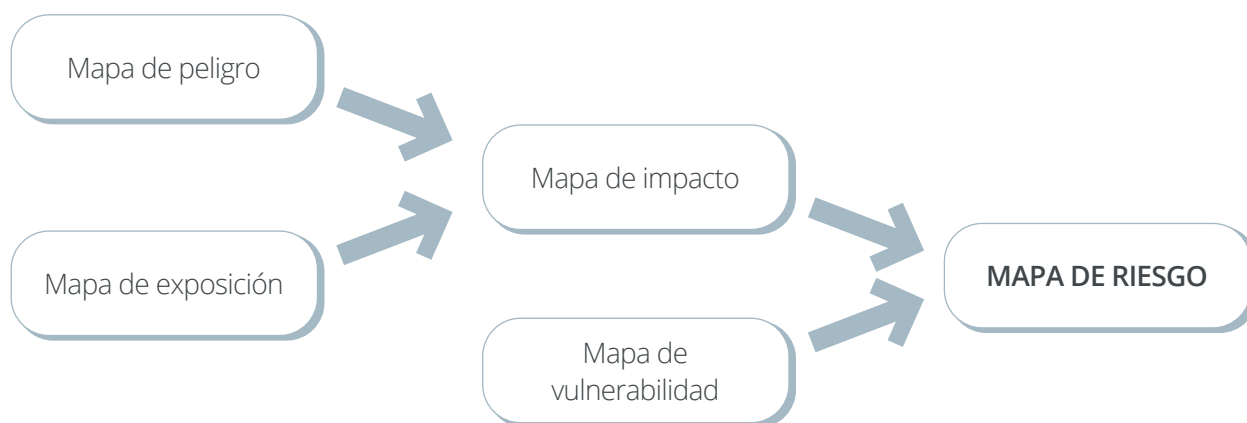 Mapa de peligro
Mapa de exposición
Mapa de impacto
Mapa de
vulnerabilidad
MAPA DE RIESGO